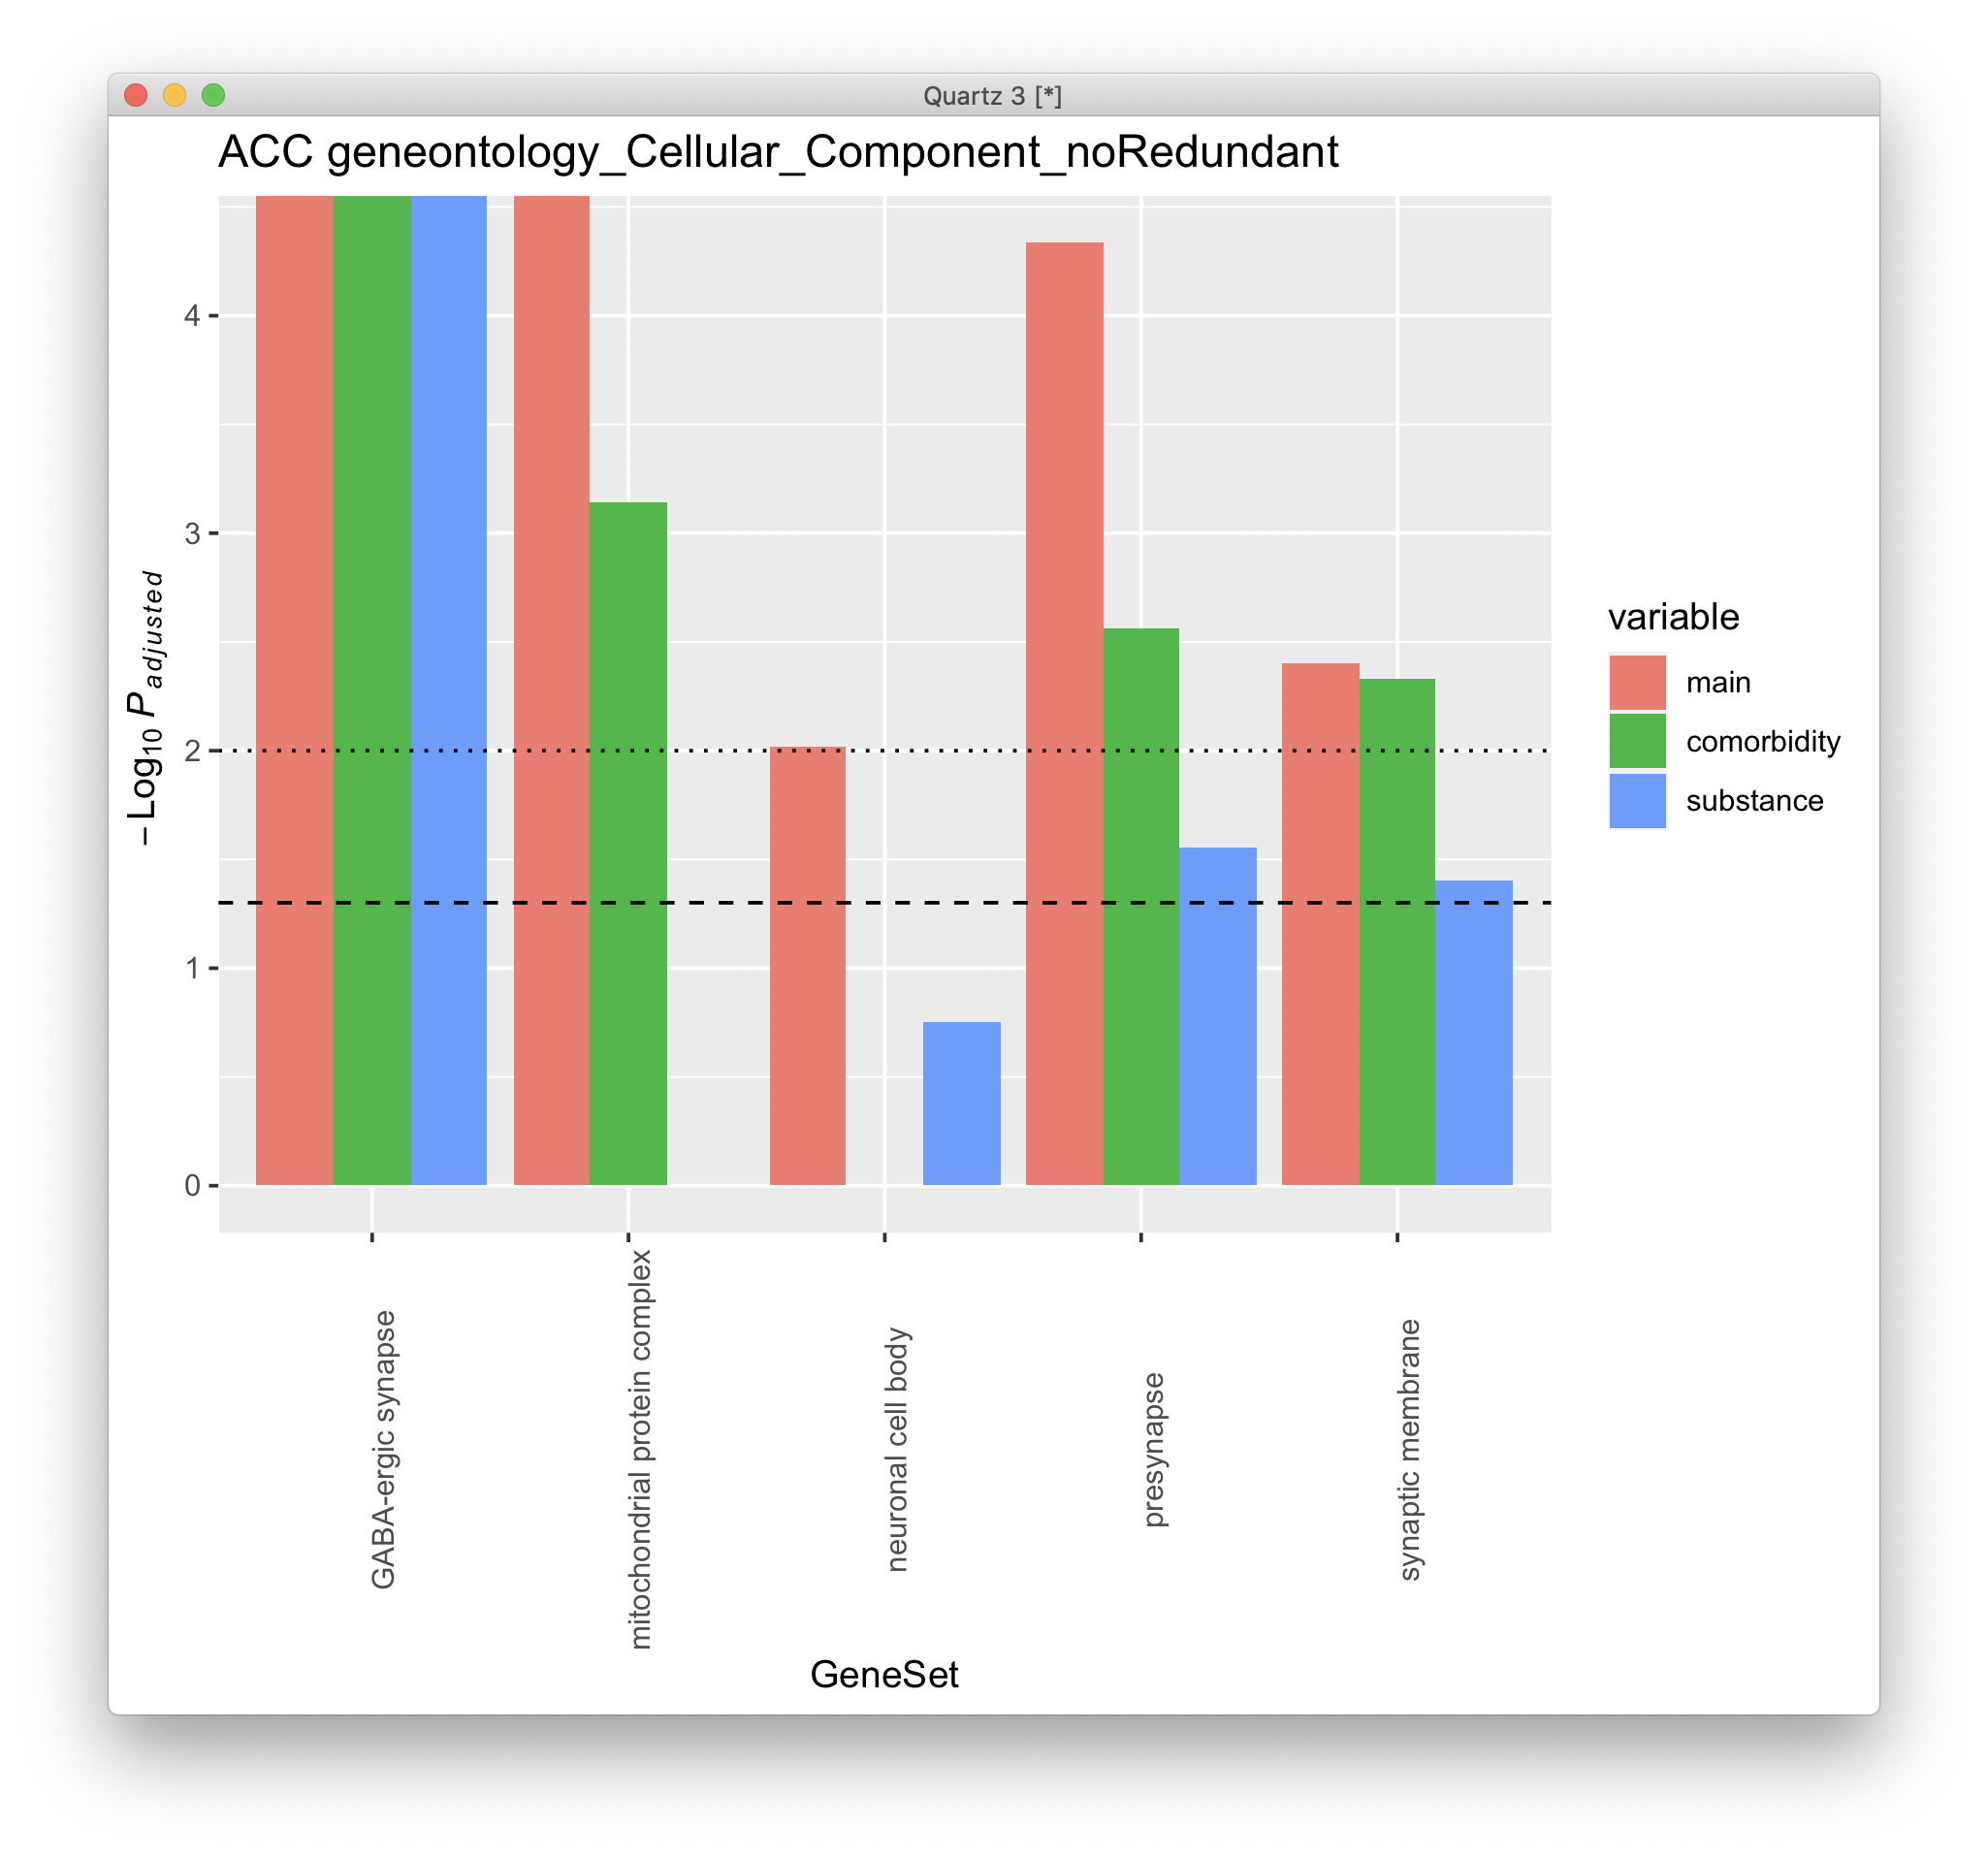 Quartz 3 [*]
ACC geneontology_Cellular_Component_noRedundant
4
3
2
1
0
−Log10 P adjusted
GABA-ergic synapse
mitochondrial protein complex
neuronal cell body
presynapse
synaptic membrane
GeneSet
variable
main
comorbidity
substance